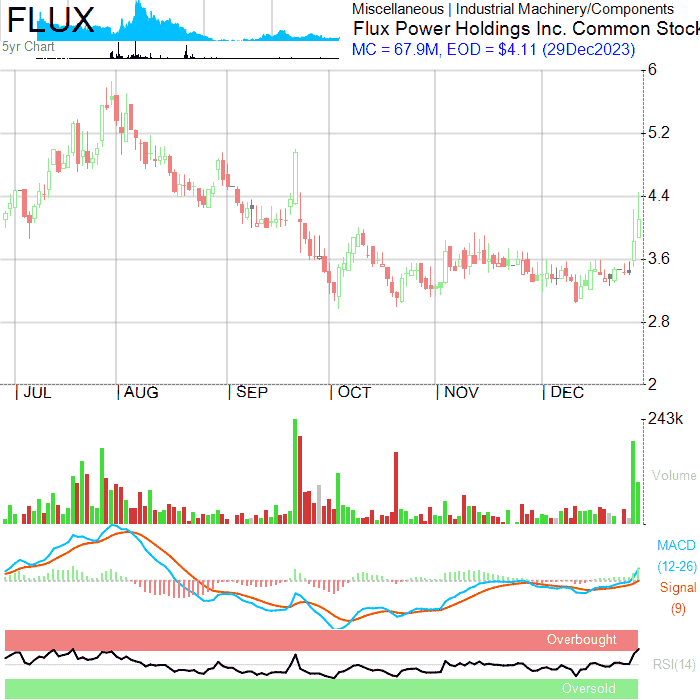 FLUX
5yr Chart
Miscellaneous | Industrial Machinery/Components
Flux Power Holdings Inc. Common Stock
MC = 67.9M, EOD = $4.11 (29Dec2023)
6
5.2
4.4
3.6
2.8
2
JUL AUG SEP OCT NOV DEC
243k
Volume
MACD
(12-26)
Signal
(9)
Overbought
RSI(14)
Oversold